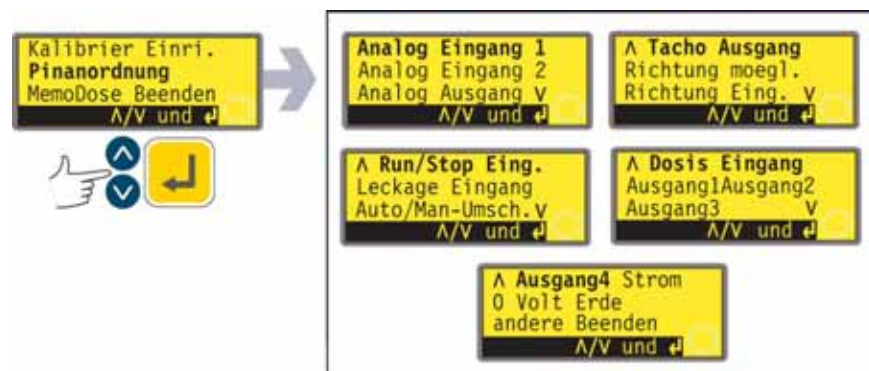 Kalibrier Einri.
Pinanordnung
MemoDose Beenden
Λ/V und ↲
Analog Eingang 1
Analog Eingang 2
Analog Ausgang V
Λ/V und ↲
Λ Tacho Ausgang
Richtung moegl.
Richtung Eing. V
Λ/V und ↲
Λ Run/Stop Eing.
Leckage Eingang
Auto/Man-Umsch.V
Λ/V und ↲
Λ Dosis Eingang
Ausgang1Ausgang2
Ausgang3 V
Λ/V und ↲
Λ Ausgang4 Strom
0 Volt Erde
andere Beenden
Λ/V und ↲